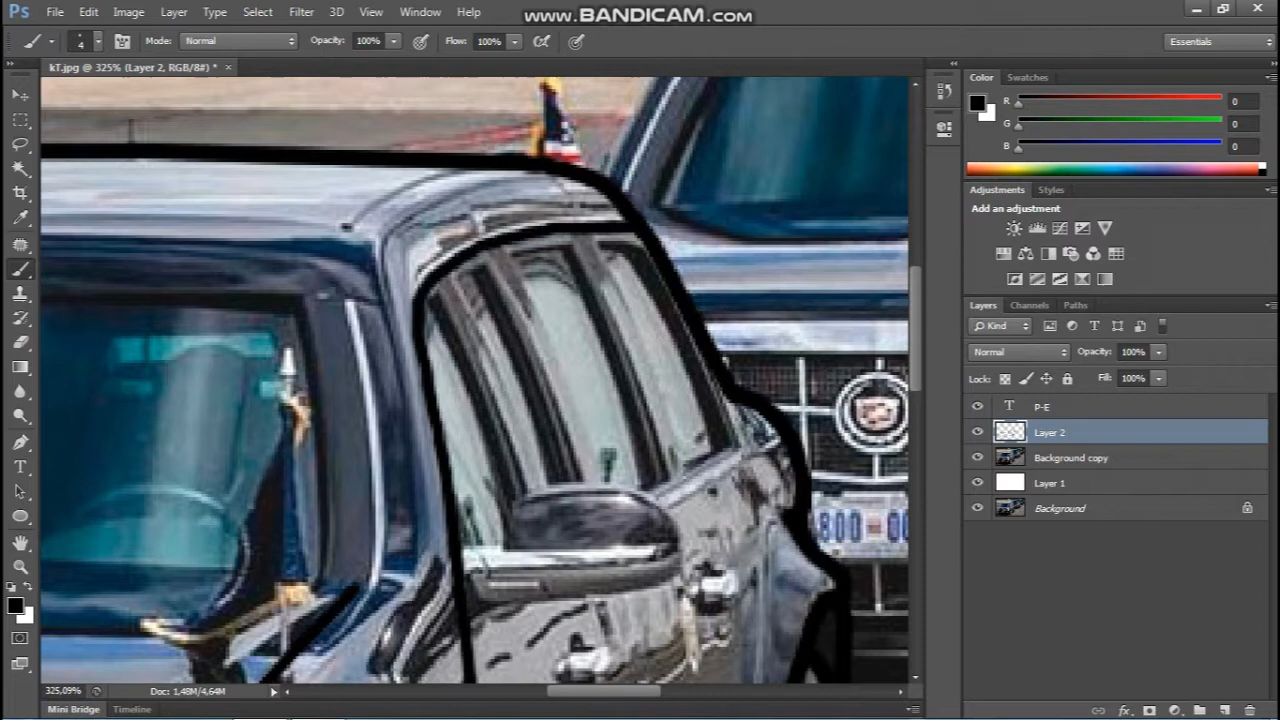 www.BANDICAM.com
Ps File Edit Image Layer Type Select Filter 3D View Window Help
4 Mode: Normal Opacity: 100% Flow: 100% Essentials
kT.jpg @ 325% (Layer 2, RGB/8#) * ×
Color Swatches
R 0
G 0
B 0
Adjustments Styles
Add an adjustment
Layers Channels Paths
Kind
Normal Opacity: 100%
Lock: Fill: 100%
T P-E
Layer 2
Background copy
Layer 1
Background
800
325,09% Doc: 1,48M/4,64M
Mini Bridge Timeline